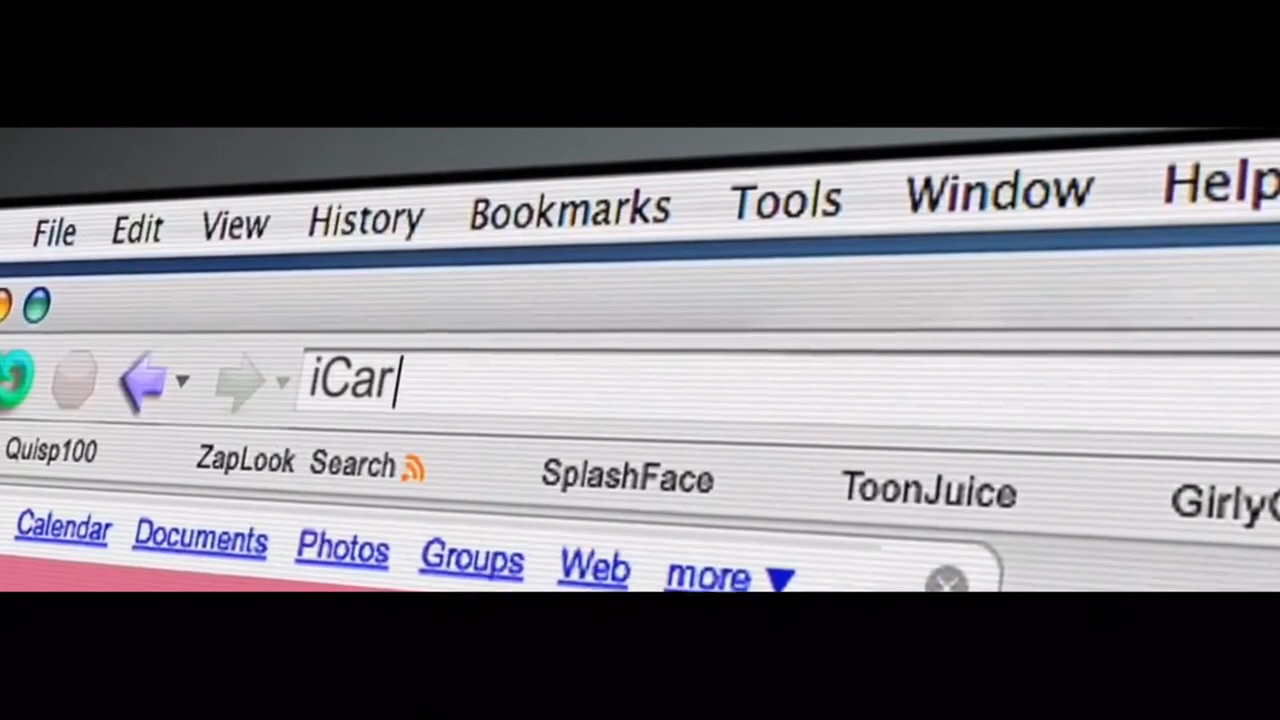 File Edit View History Bookmarks Tools Window Help
iCar
Quisp100 ZapLook Search SplashFace ToonJuice
Calendar Documents Photos Groups Web more